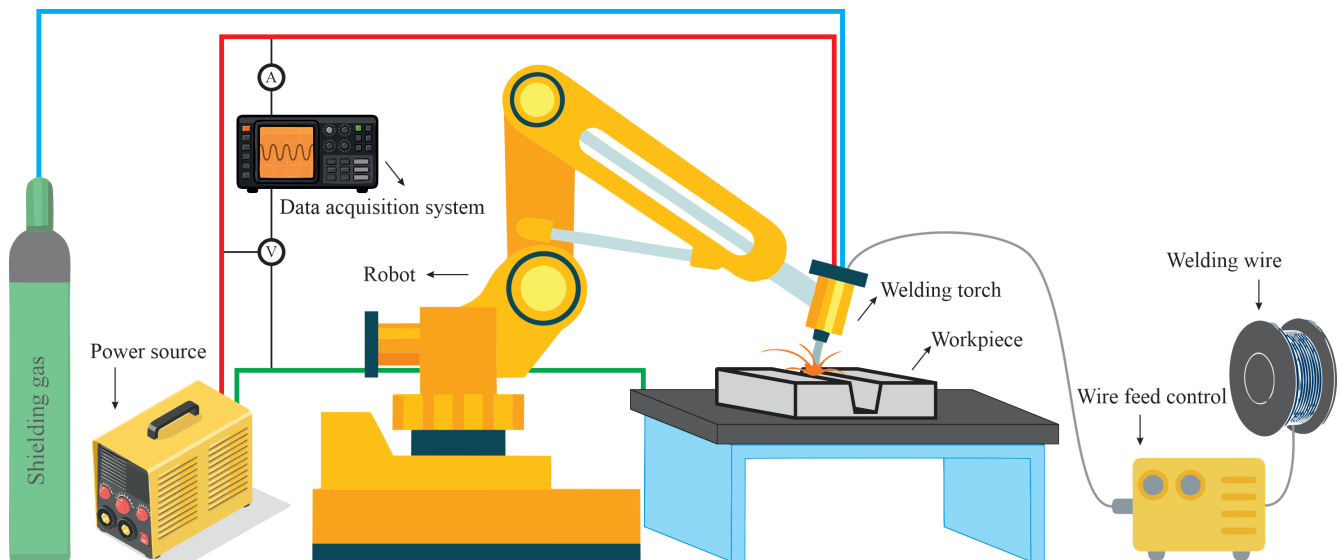 A
Data acquisition system
V
Robot
Welding wire
Welding torch
Workpiece
Power source
Shielding gas
Wire feed control